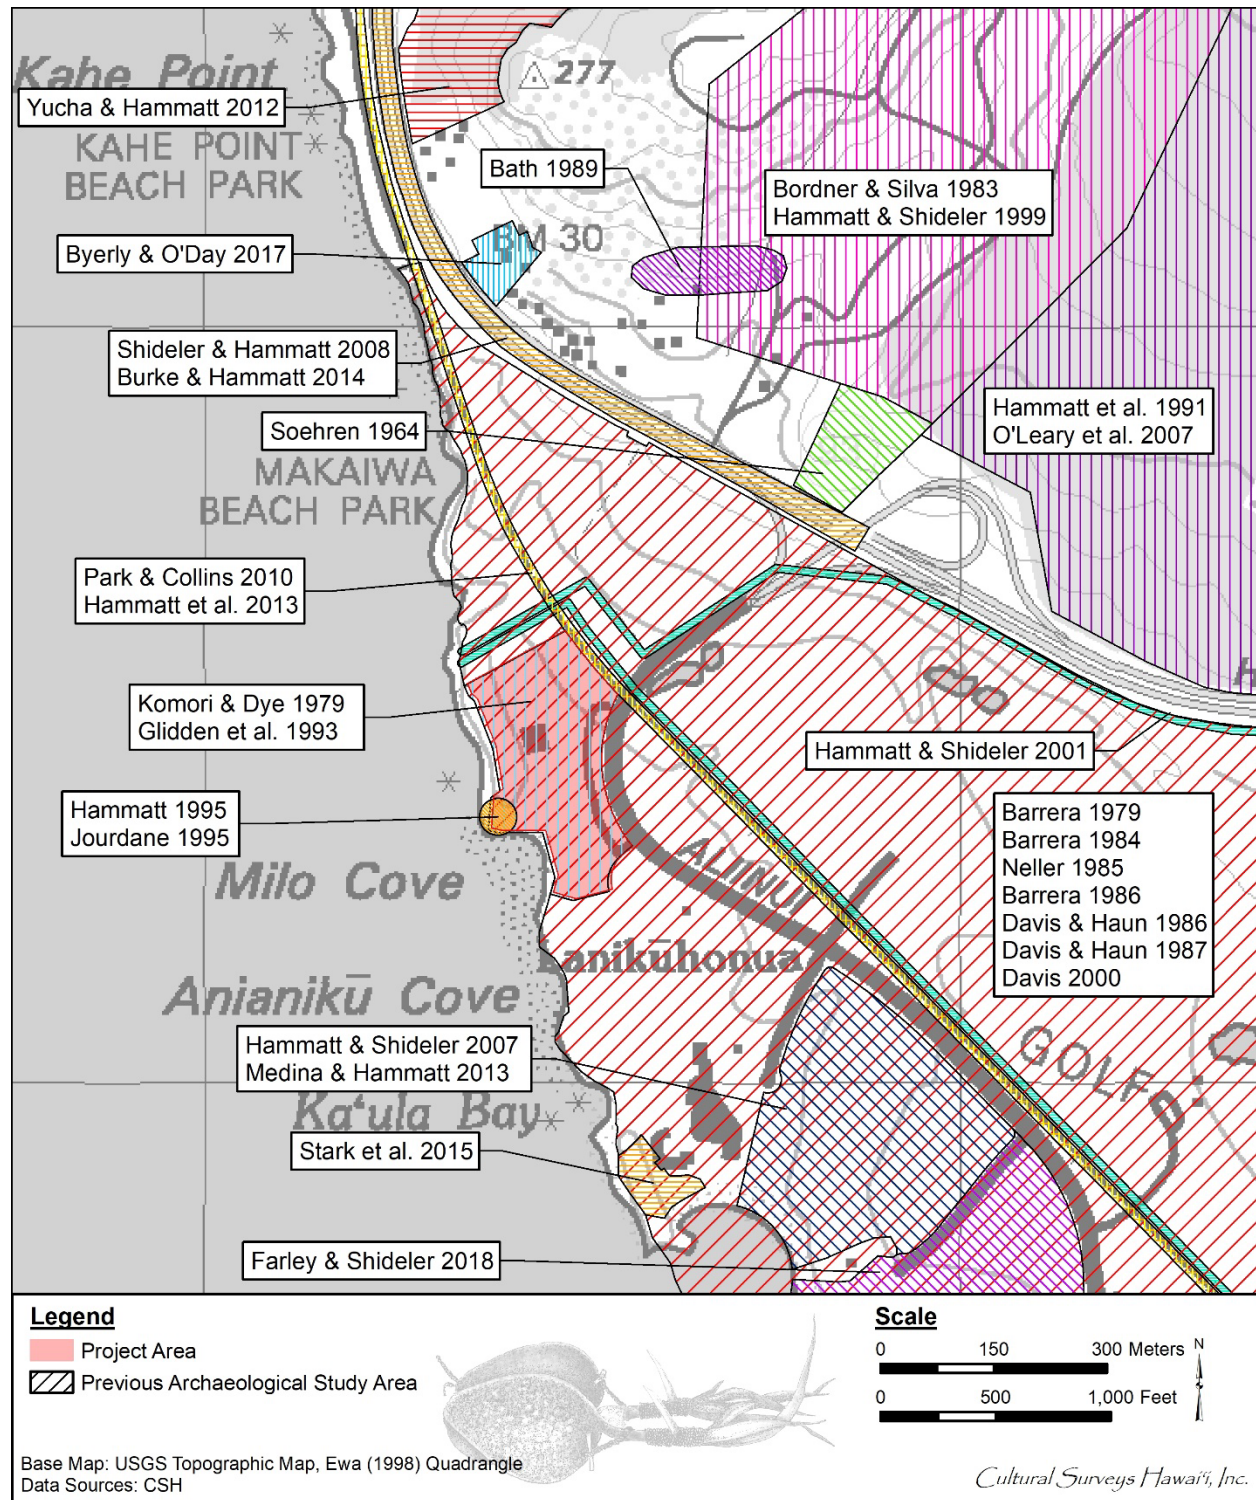 Kahe Point
277
Yucha & Hammatt 2012
KAHE POINT
BEACH PARK
Bath 1989
Bordner & Silva 1983
Hammatt & Shideler 1999
BM 30
Byerly & O'Day 2017
Shideler & Hammatt 2008
Burke & Hammatt 2014
Soehren 1964
Hammatt et al. 1991
O'Leary et al. 2007
MAKAIWA
BEACH PARK
Park & Collins 2010
Hammatt et al. 2013
H
Komori & Dye 1979
Glidden et al. 1993
Hammatt & Shideler 2001
Hammatt 1995
Jourdane 1995
Barrera 1979
Barrera 1984
Neller 1985
Barrera 1986
Davis & Haun 1986
Davis & Haun 1987
Davis 2000
Milo Cove
ALIINUI
Lanikūhonua
Anianikū Cove
Hammatt & Shideler 2007
Medina & Hammatt 2013
GOLF
Kaʻula Bay
Stark et al. 2015
Farley & Shideler 2018
Legend
Project Area
Previous Archaeological Study Area
Scale
0 150 300 Meters
N
0 500 1,000 Feet
Base Map: USGS Topographic Map, Ewa (1998) Quadrangle
Data Sources: CSH
Cultural Surveys Hawaiʻi, Inc.